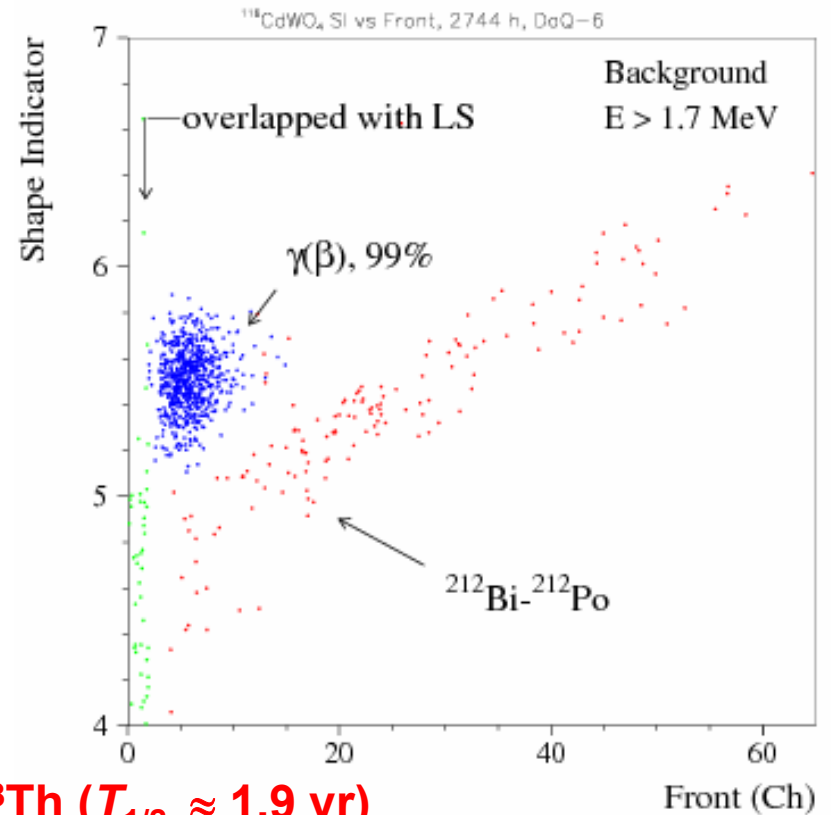 ¹¹⁶CdWO₄ SI vs Front, 2744 h, DaQ-6
Shape Indicator
7
6
5
4
Background
E > 1.7 MeV
overlapped with LS
γ(β), 99%
²¹²Bi-²¹²Po
0 20 40 60
Front (Ch)
Th (T₁/₂ ≈ 1.9 yr)